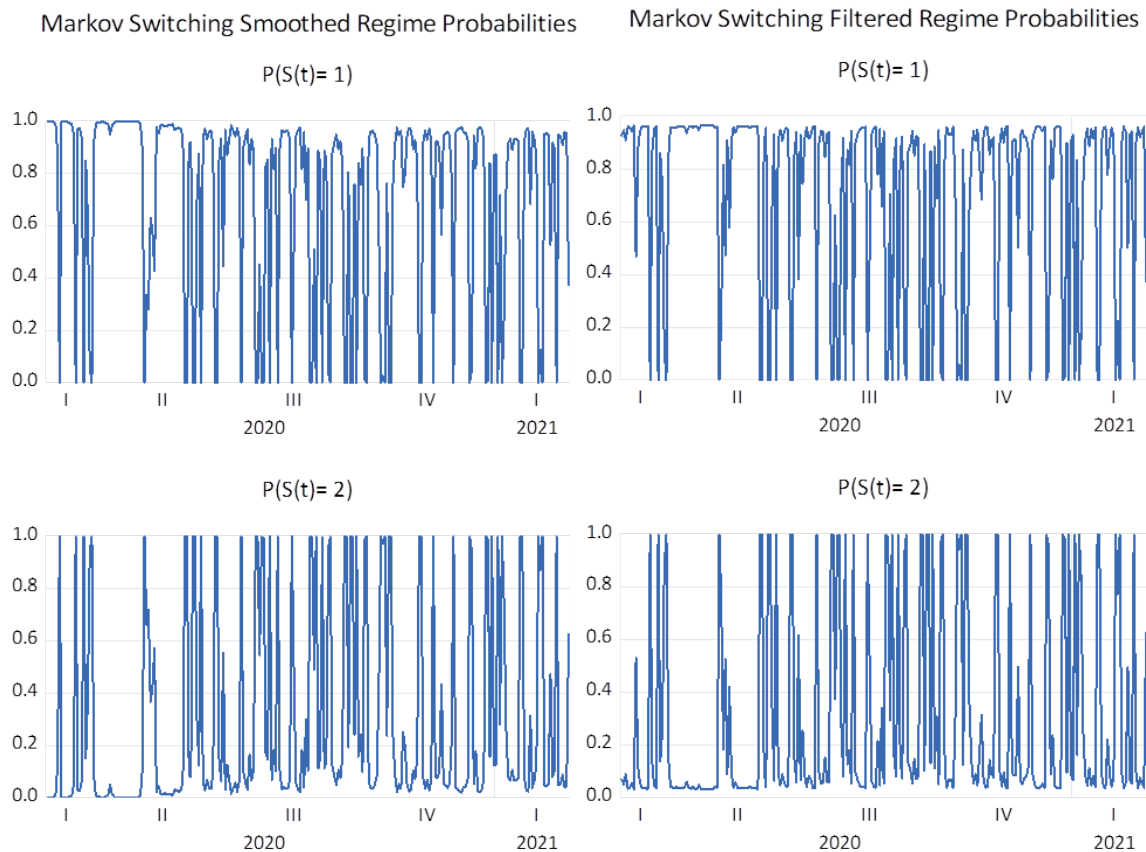 Markov Switching Smoothed Regime Probabilities
P(S(t)= 1)
1.0
0.8
0.6
0.4
0.2
0.0
I II III IV I
2020 2021
P(S(t)= 2)
1.0
0.8
0.6
0.4
0.2
0.0
I II III IV I
2020 2021
Markov Switching Filtered Regime Probabilities
P(S(t)= 1)
1.0
0.8
0.6
0.4
0.2
0.0
I II III IV I
2020 2021
P(S(t)= 2)
1.0
0.8
0.6
0.4
0.2
0.0
I II III IV I
2020 2021